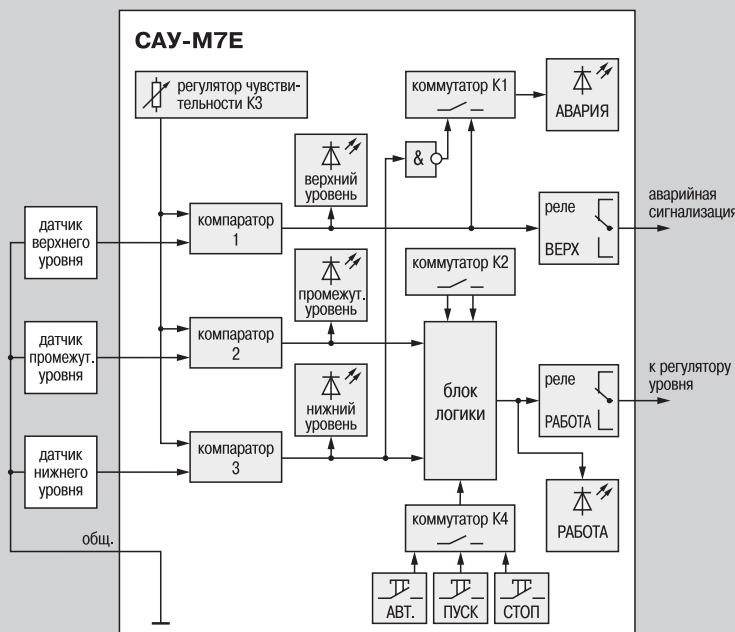 САУ-М7Е
регулятор чувстви-
тельности К3
коммутатор К1
АВАРИЯ
&
верхний
уровень
датчик
верхнего
уровня
компаратор
1
реле
ВЕРХ
аварийная
сигнализация
коммутатор К2
промежут.
уровень
датчик
промежут.
уровня
компаратор
2
блок
логики
реле
РАБОТА
к регулятору
уровня
нижний
уровень
датчик
нижнего
уровня
компаратор
3
РАБОТА
коммутатор К4
общ.
АВТ.
ПУСК
СТОП